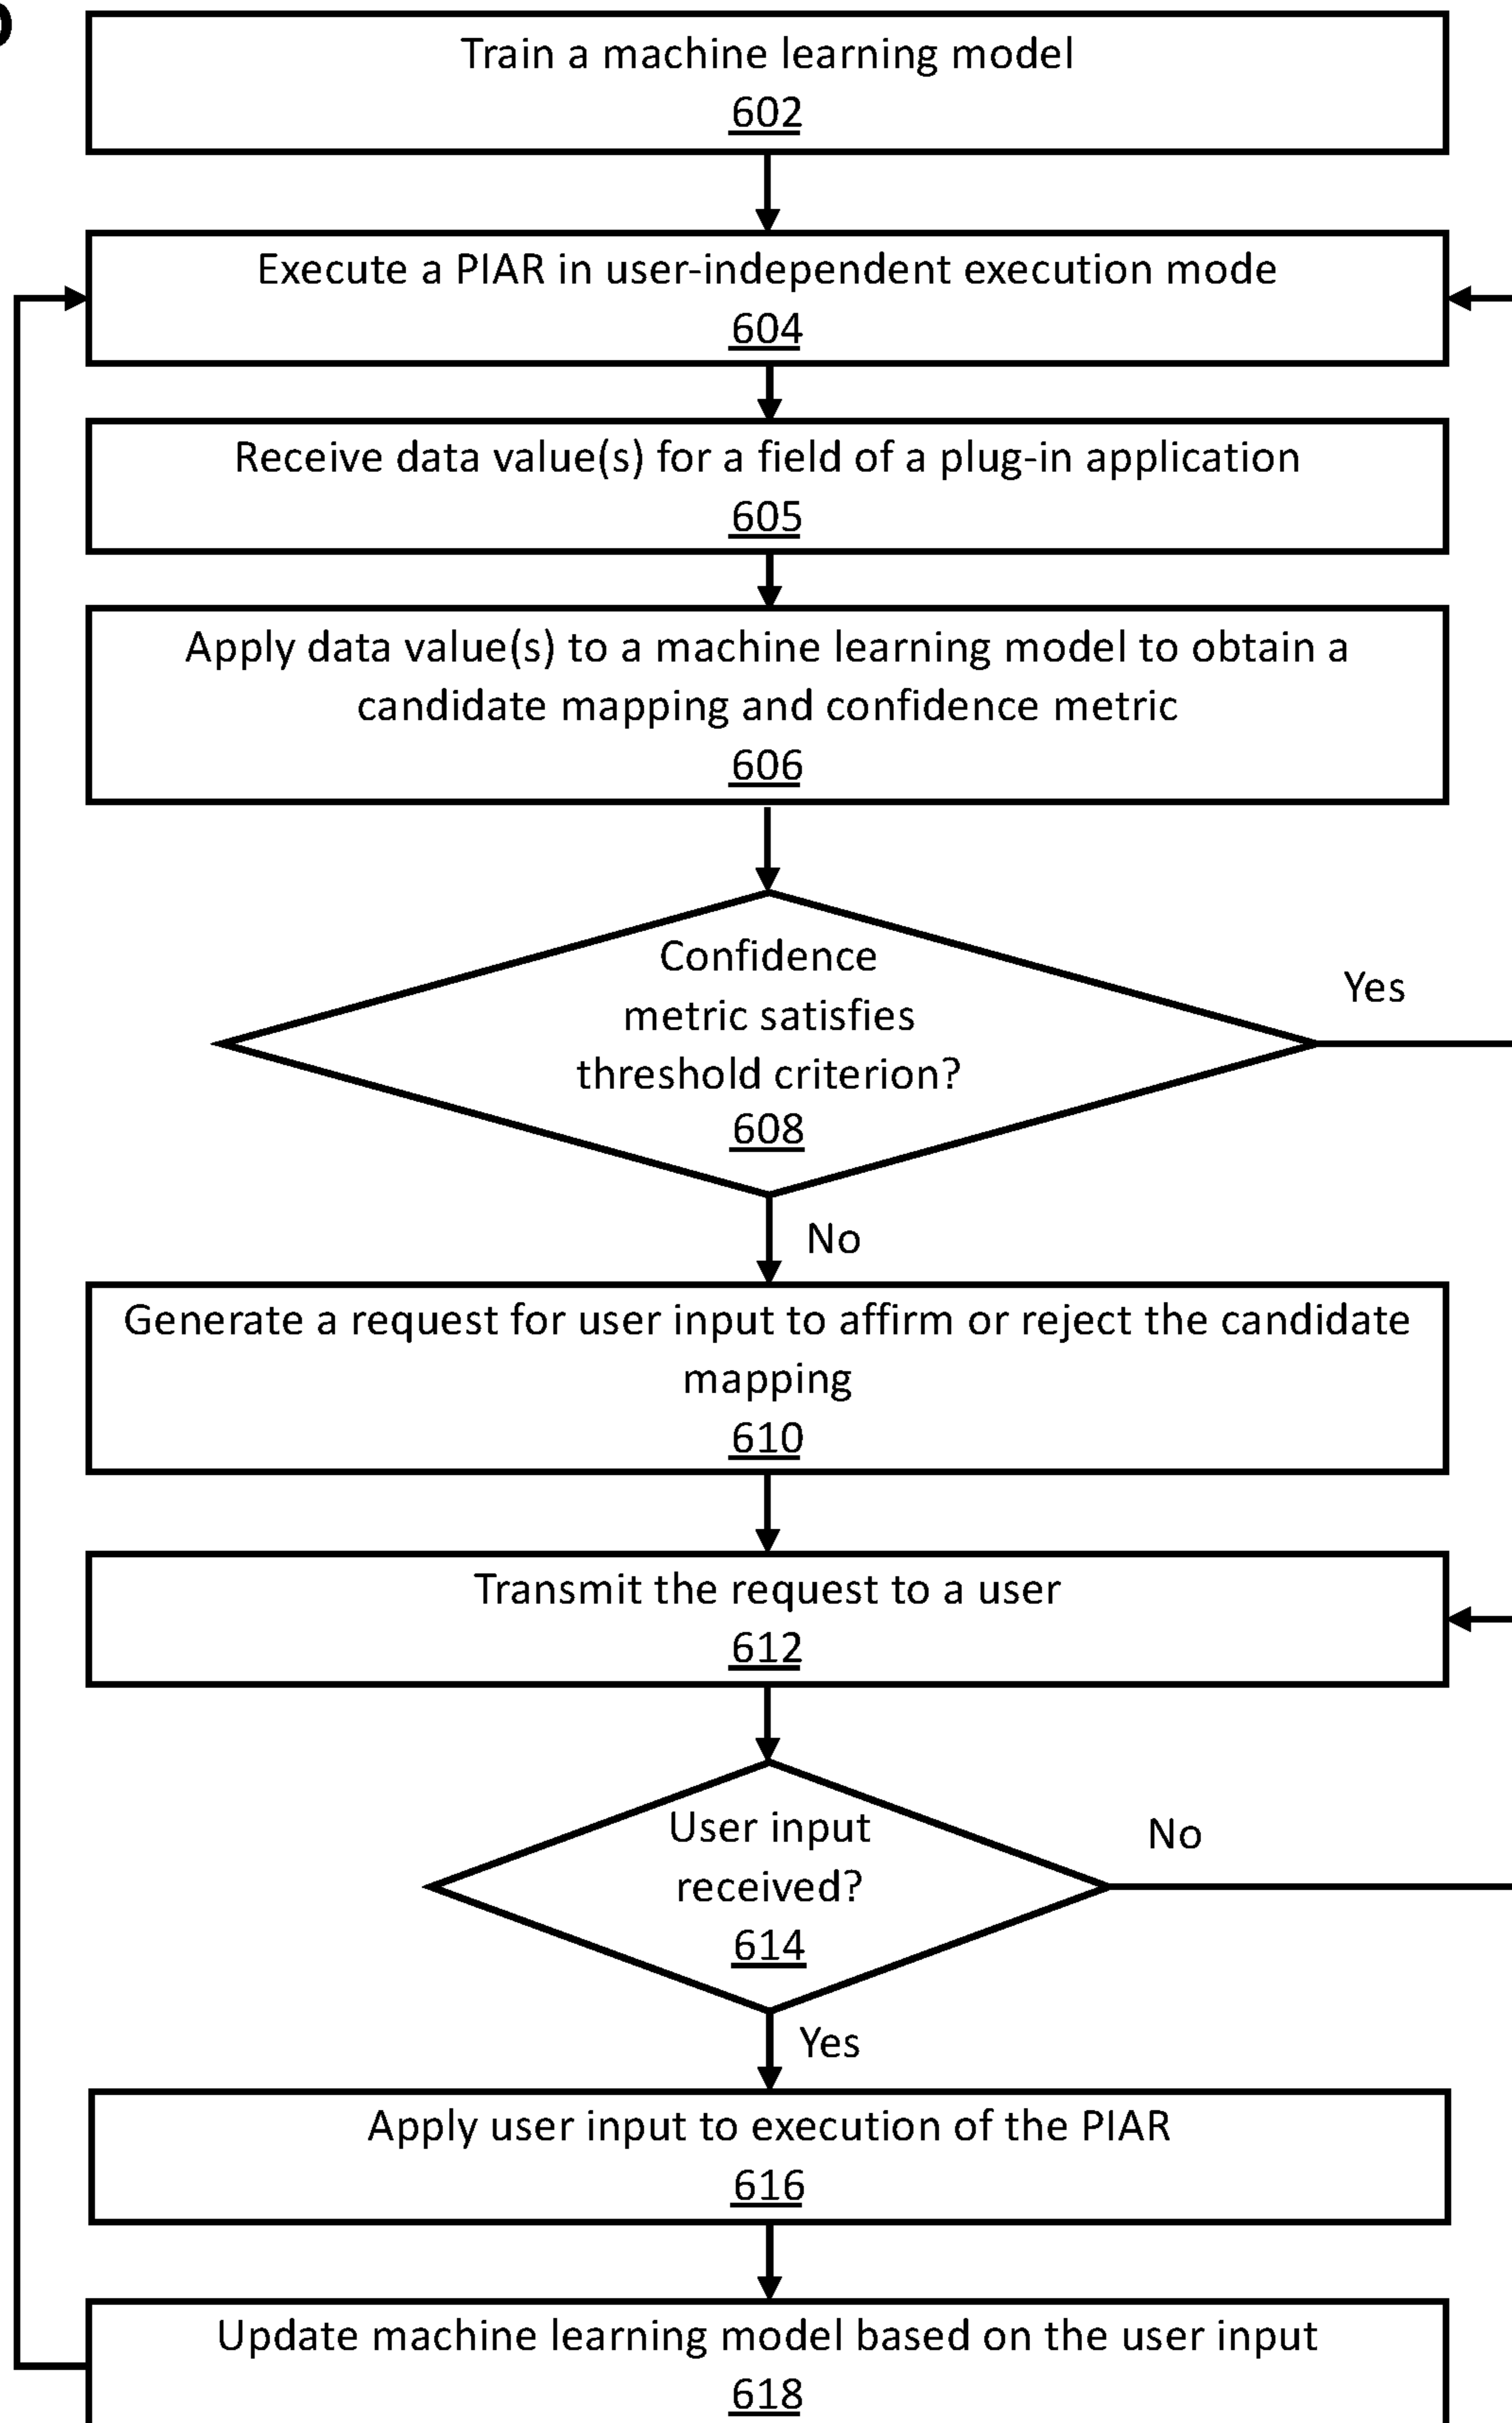 Train a machine learning model
602
Execute a PIAR in user-independent execution mode
604
Receive data value(s) for a field of a plug-in application
605
Apply data value(s) to a machine learning model to obtain a
candidate mapping and confidence metric
606
Confidence
metric satisfies
threshold criterion?
608
Yes
No
Generate a request for user input to affirm or reject the candidate
mapping
610
Transmit the request to a user
612
User input
received?
614
No
Yes
Apply user input to execution of the PIAR
616
Update machine learning model based on the user input
618